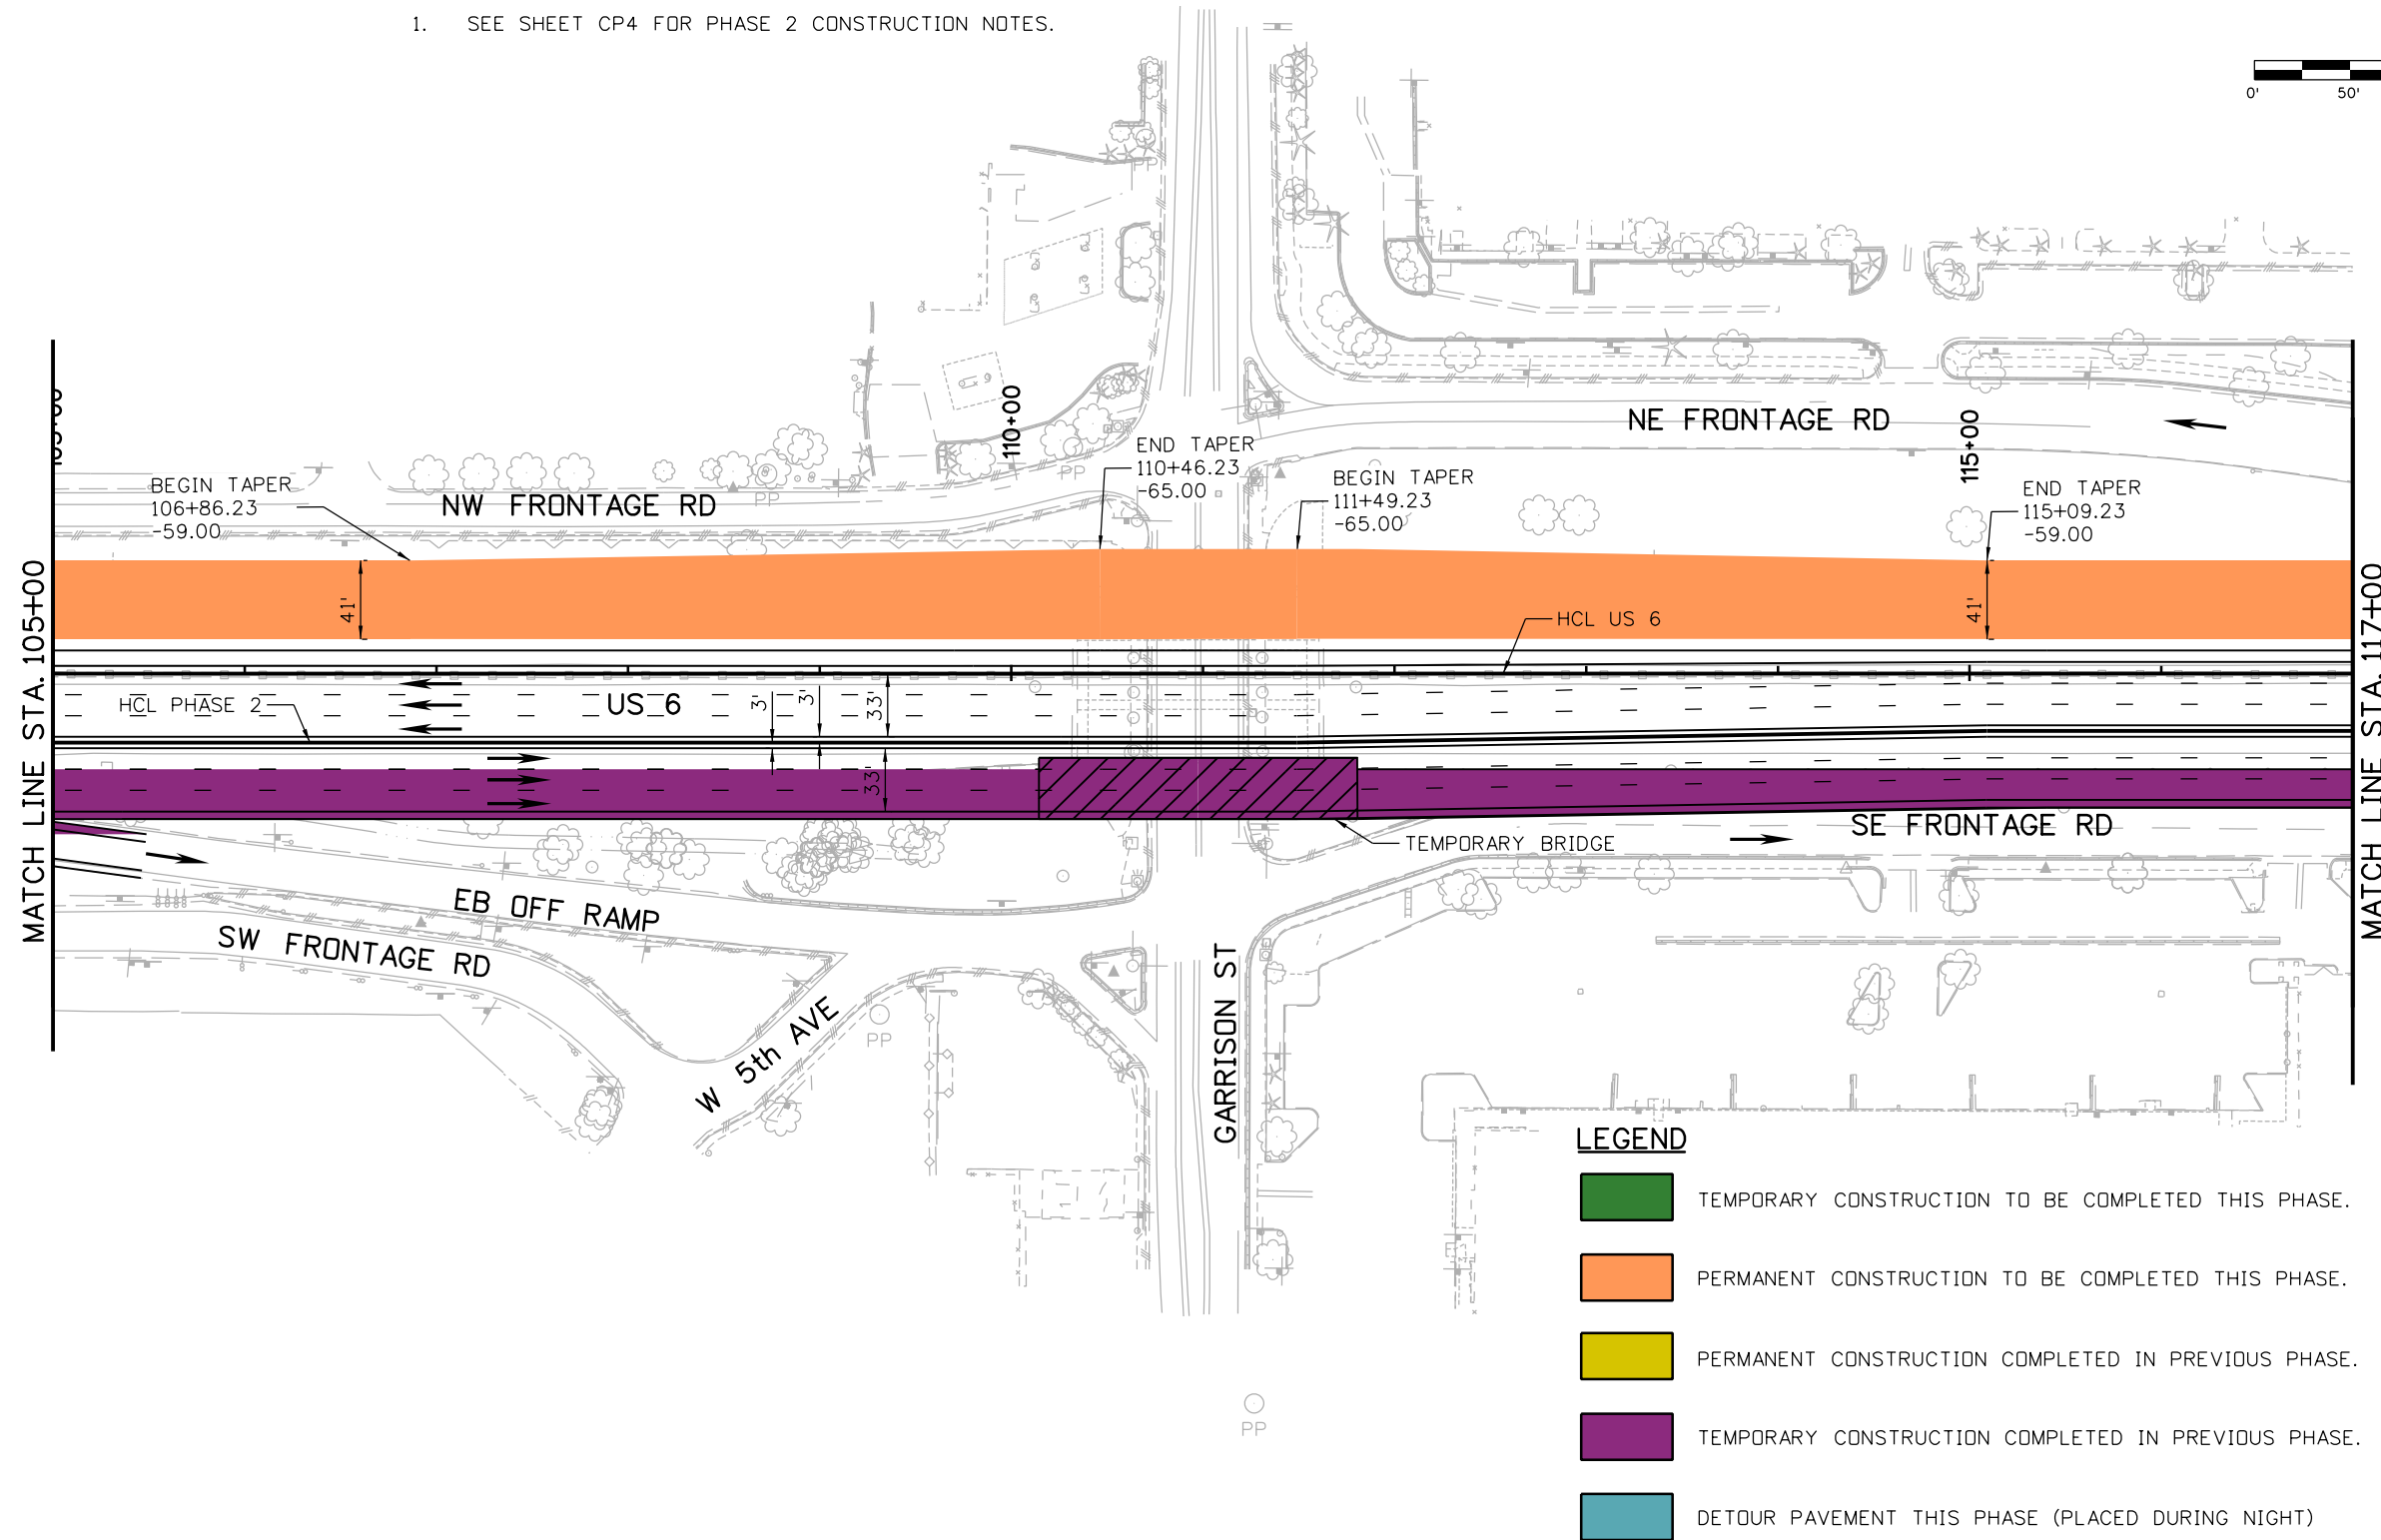 1. SEE SHEET CP4 FOR PHASE 2 CONSTRUCTION NOTES.
0' 50'
PP
110+00
NE FRONTAGE RD
115+00
END TAPER
110+46.23
-65.00
PP
BEGIN TAPER
111+49.23
-65.00
BEGIN TAPER
106+86.23
-59.00
NW FRONTAGE RD
PP
END TAPER
115+09.23
-59.00
MATCH LINE STA. 105+00
41'
HCL US 6
41'
MATCH LINE STA. 117+00
HCL PHASE 2
US 6
3'
3'
33'
33'
TEMPORARY BRIDGE
SE FRONTAGE RD
EB OFF RAMP
SW FRONTAGE RD
W 5th AVE
PP
GARRISON ST
LEGEND
TEMPORARY CONSTRUCTION TO BE COMPLETED THIS PHASE.
PERMANENT CONSTRUCTION TO BE COMPLETED THIS PHASE.
PERMANENT CONSTRUCTION COMPLETED IN PREVIOUS PHASE.
PP
TEMPORARY CONSTRUCTION COMPLETED IN PREVIOUS PHASE.
DETOUR PAVEMENT THIS PHASE (PLACED DURING NIGHT)